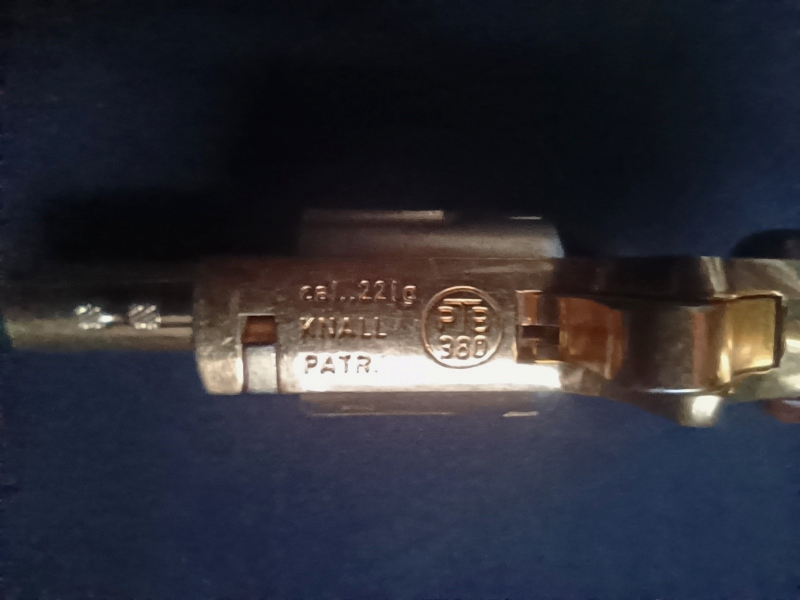 cal..22lg
KNALL
PATR.
PTB
380